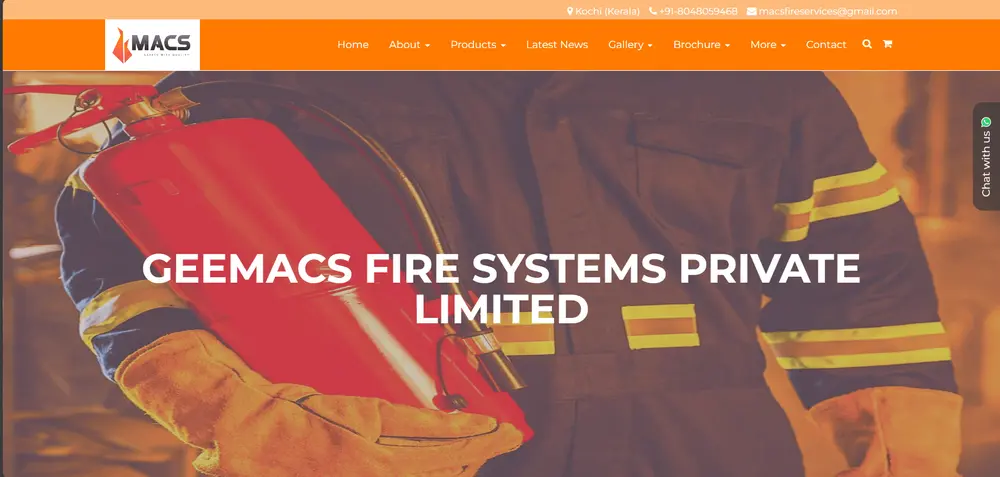 Kochi (Kerala) +91-8048059468 macsfireservices@gmail.com
MACS
Home About Products Latest News Gallery Brochure More Contact
Chat with us
GEEMACS FIRE SYSTEMS PRIVATE
LIMITED